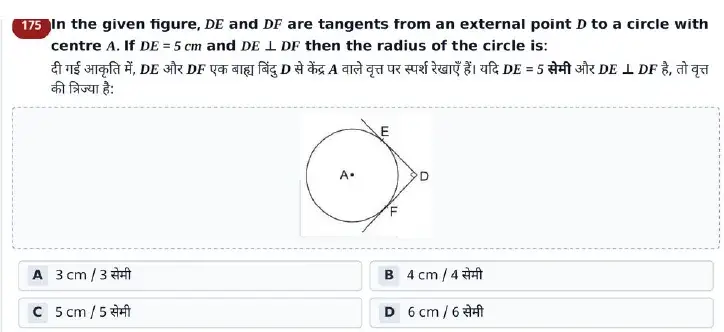 175 In the given figure, DE and DF are tangents from an external point D to a circle with
centre A. If DE = 5 cm and DE ⊥ DF then the radius of the circle is:
दी गई आकृति में, DE और DF एक बाह्य बिंदु D से केंद्र A वाले वृत्त पर स्पर्श रेखाएँ हैं। यदि DE = 5 सेमी और DE ⊥ DF है, तो वृत्त
की त्रिज्या है:
E
A
D
F
A 3 cm / 3 सेमी
B 4 cm / 4 सेमी
C 5 cm / 5 सेमी
D 6 cm / 6 सेमी